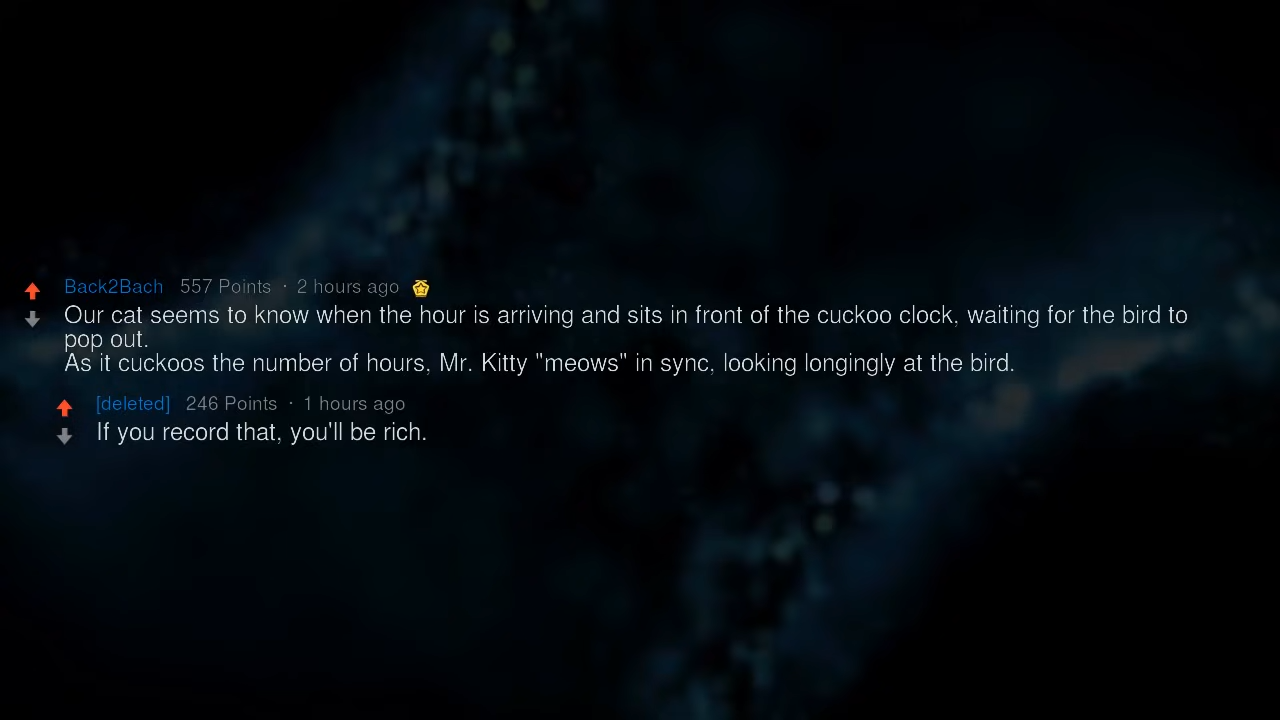 Back2Bach 557 Points · 2 hours ago
Our cat seems to know when the hour is arriving and sits in front of the cuckoo clock, waiting for the bird to
pop out.
As it cuckoos the number of hours, Mr. Kitty "meows" in sync, looking longingly at the bird.
[deleted] 246 Points · 1 hours ago
If you record that, you'll be rich.